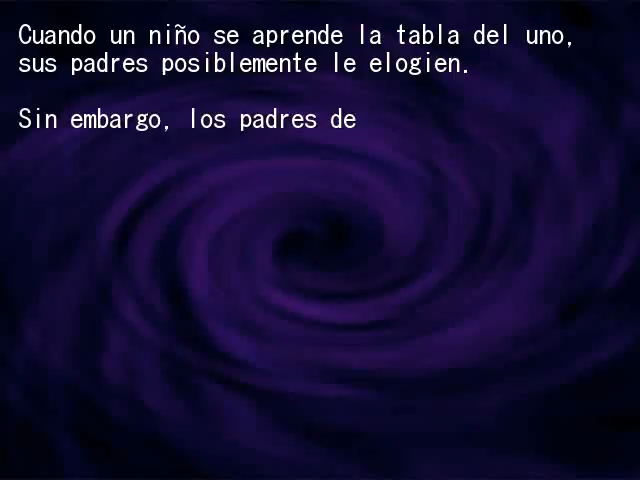 Cuando un niño se aprende la tabla del uno,
sus padres posiblemente le elogien.
Sin embargo, los padres de